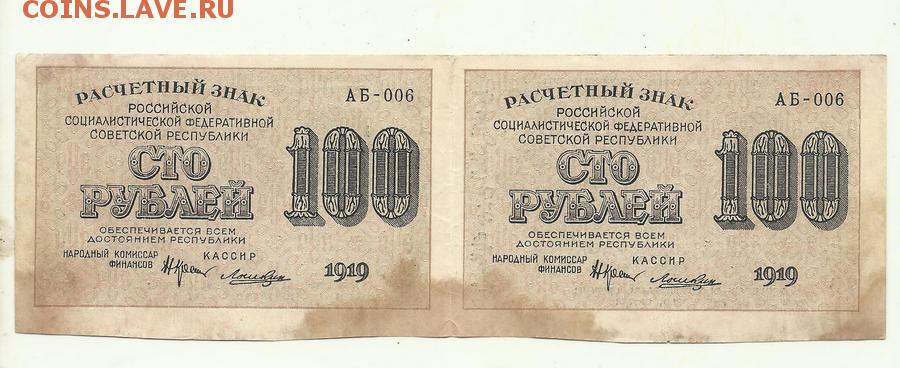 COINS.LAVE.RU
РАСЧЕТНЫЙ ЗНАК
АБ-006
РОССИЙСКОЙ
СОЦИАЛИСТИЧЕСКОЙ ФЕДЕРАТИВНОЙ
СОВЕТСКОЙ РЕСПУБЛИКИ
СТО
РУБЛЕЙ
100
ОБЕСПЕЧИВАЕТСЯ ВСЕМ
ДОСТОЯНИЕМ РЕСПУБЛИКИ
НАРОДНЫЙ КОМИССАР
ФИНАНСОВ
КАССИР
1919
РАСЧЕТНЫЙ ЗНАК
АБ-006
РОССИЙСКОЙ
СОЦИАЛИСТИЧЕСКОЙ ФЕДЕРАТИВНОЙ
СОВЕТСКОЙ РЕСПУБЛИКИ
СТО
РУБЛЕЙ
100
ОБЕСПЕЧИВАЕТСЯ ВСЕМ
ДОСТОЯНИЕМ РЕСПУБЛИКИ
НАРОДНЫЙ КОМИССАР
ФИНАНСОВ
КАССИР
1919